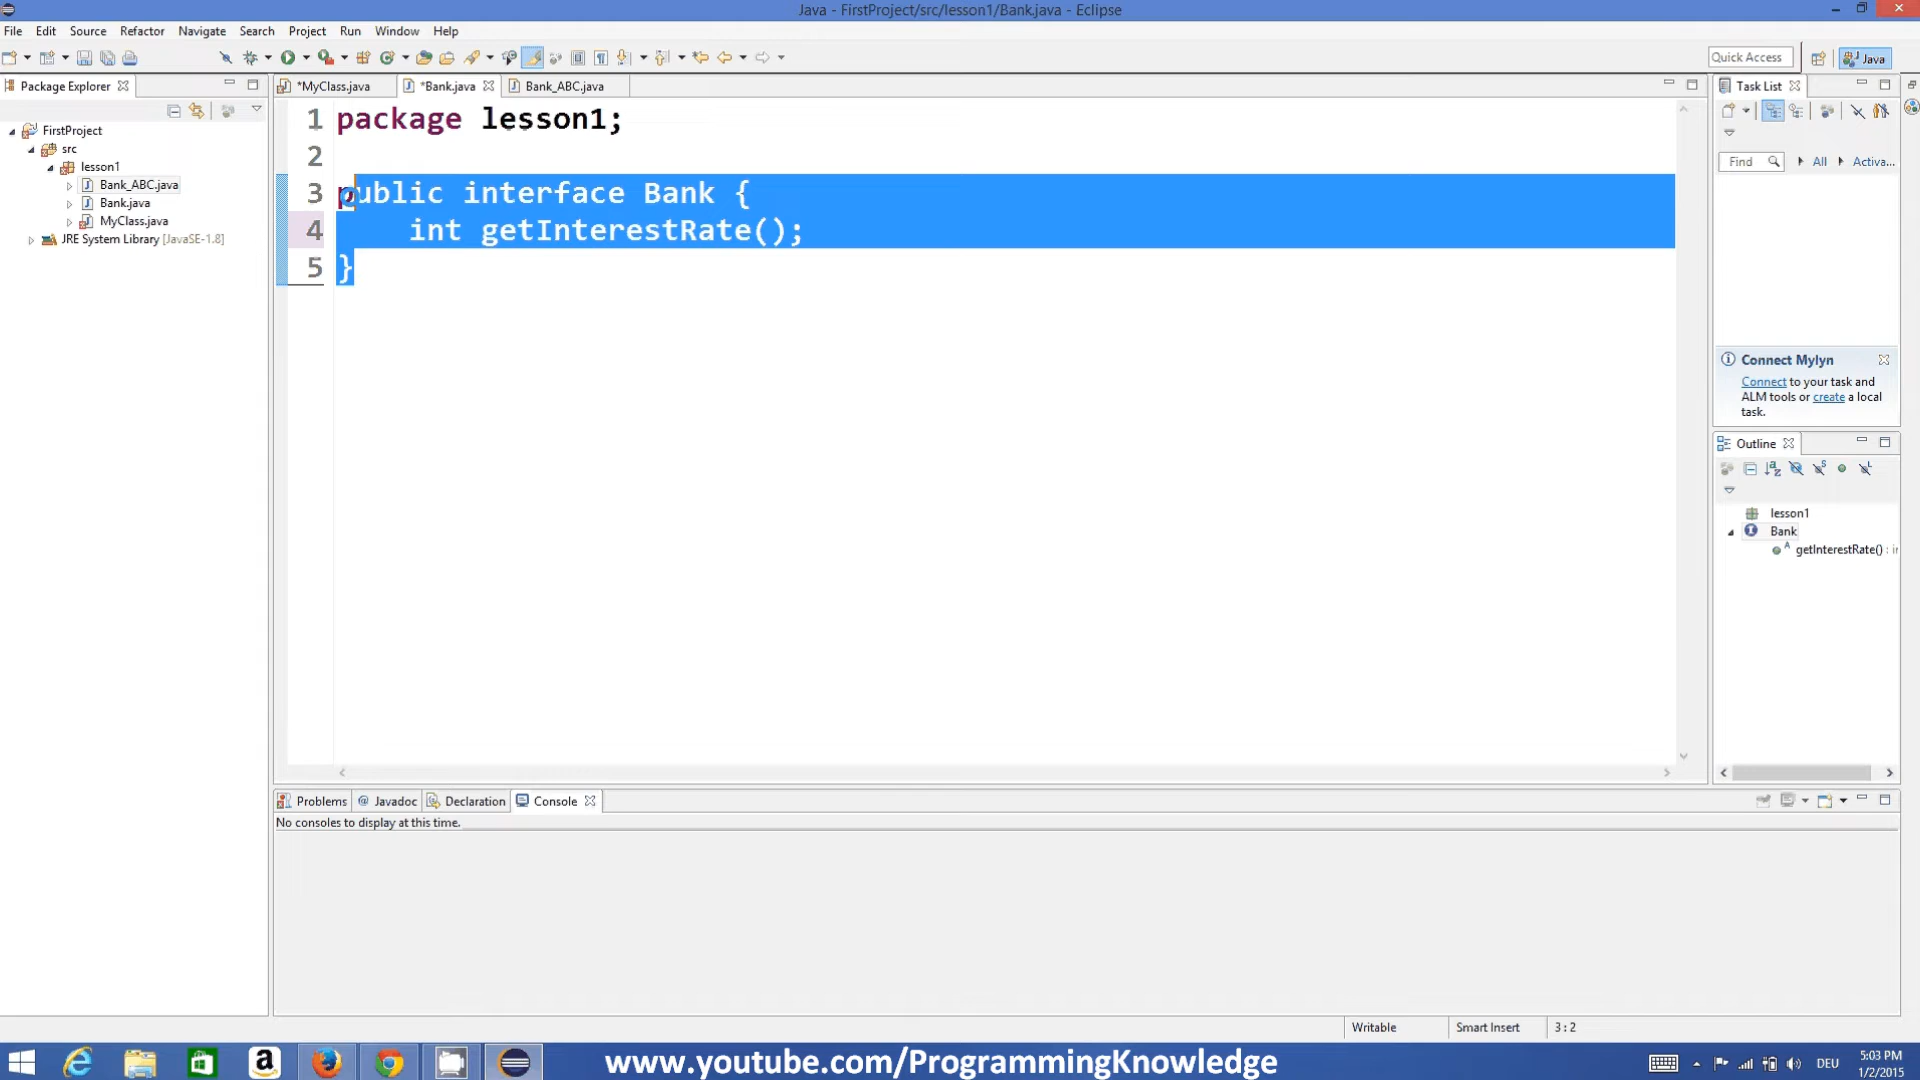 Java - FirstProject/src/lesson1/Bank.java - Eclipse
File Edit Source Refactor Navigate Search Project Run Window Help
Quick Access
Java
Package Explorer
FirstProject
src
lesson1
Bank_ABC.java
Bank.java
MyClass.java
JRE System Library [JavaSE-1.8]
*MyClass.java *Bank.java Bank_ABC.java
1 package lesson1;
2
3 public interface Bank {
4 int getInterestRate();
5 }
Task List
Find All Activa...
Connect Mylyn
Connect to your task and
ALM tools or create a local
task.
Outline
lesson1
Bank
getInterestRate() :
Problems @ Javadoc Declaration Console
No consoles to display at this time.
Writable Smart Insert 3 : 2
www.youtube.com/ProgrammingKnowledge
DEU
5:03 PM
1/2/2015